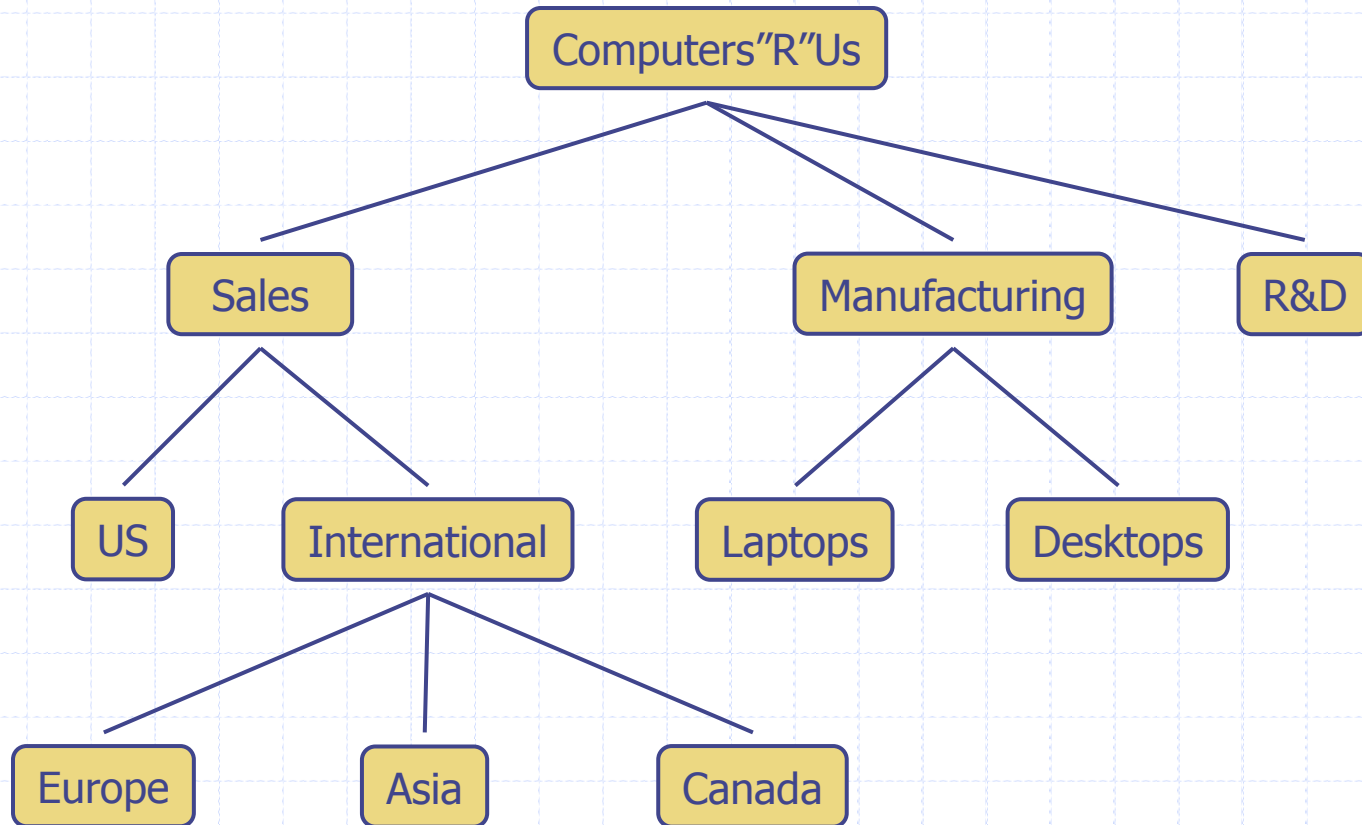 Computers”R”Us
Sales
Manufacturing
R&D
US
International
Laptops
Desktops
Europe
Asia
Canada